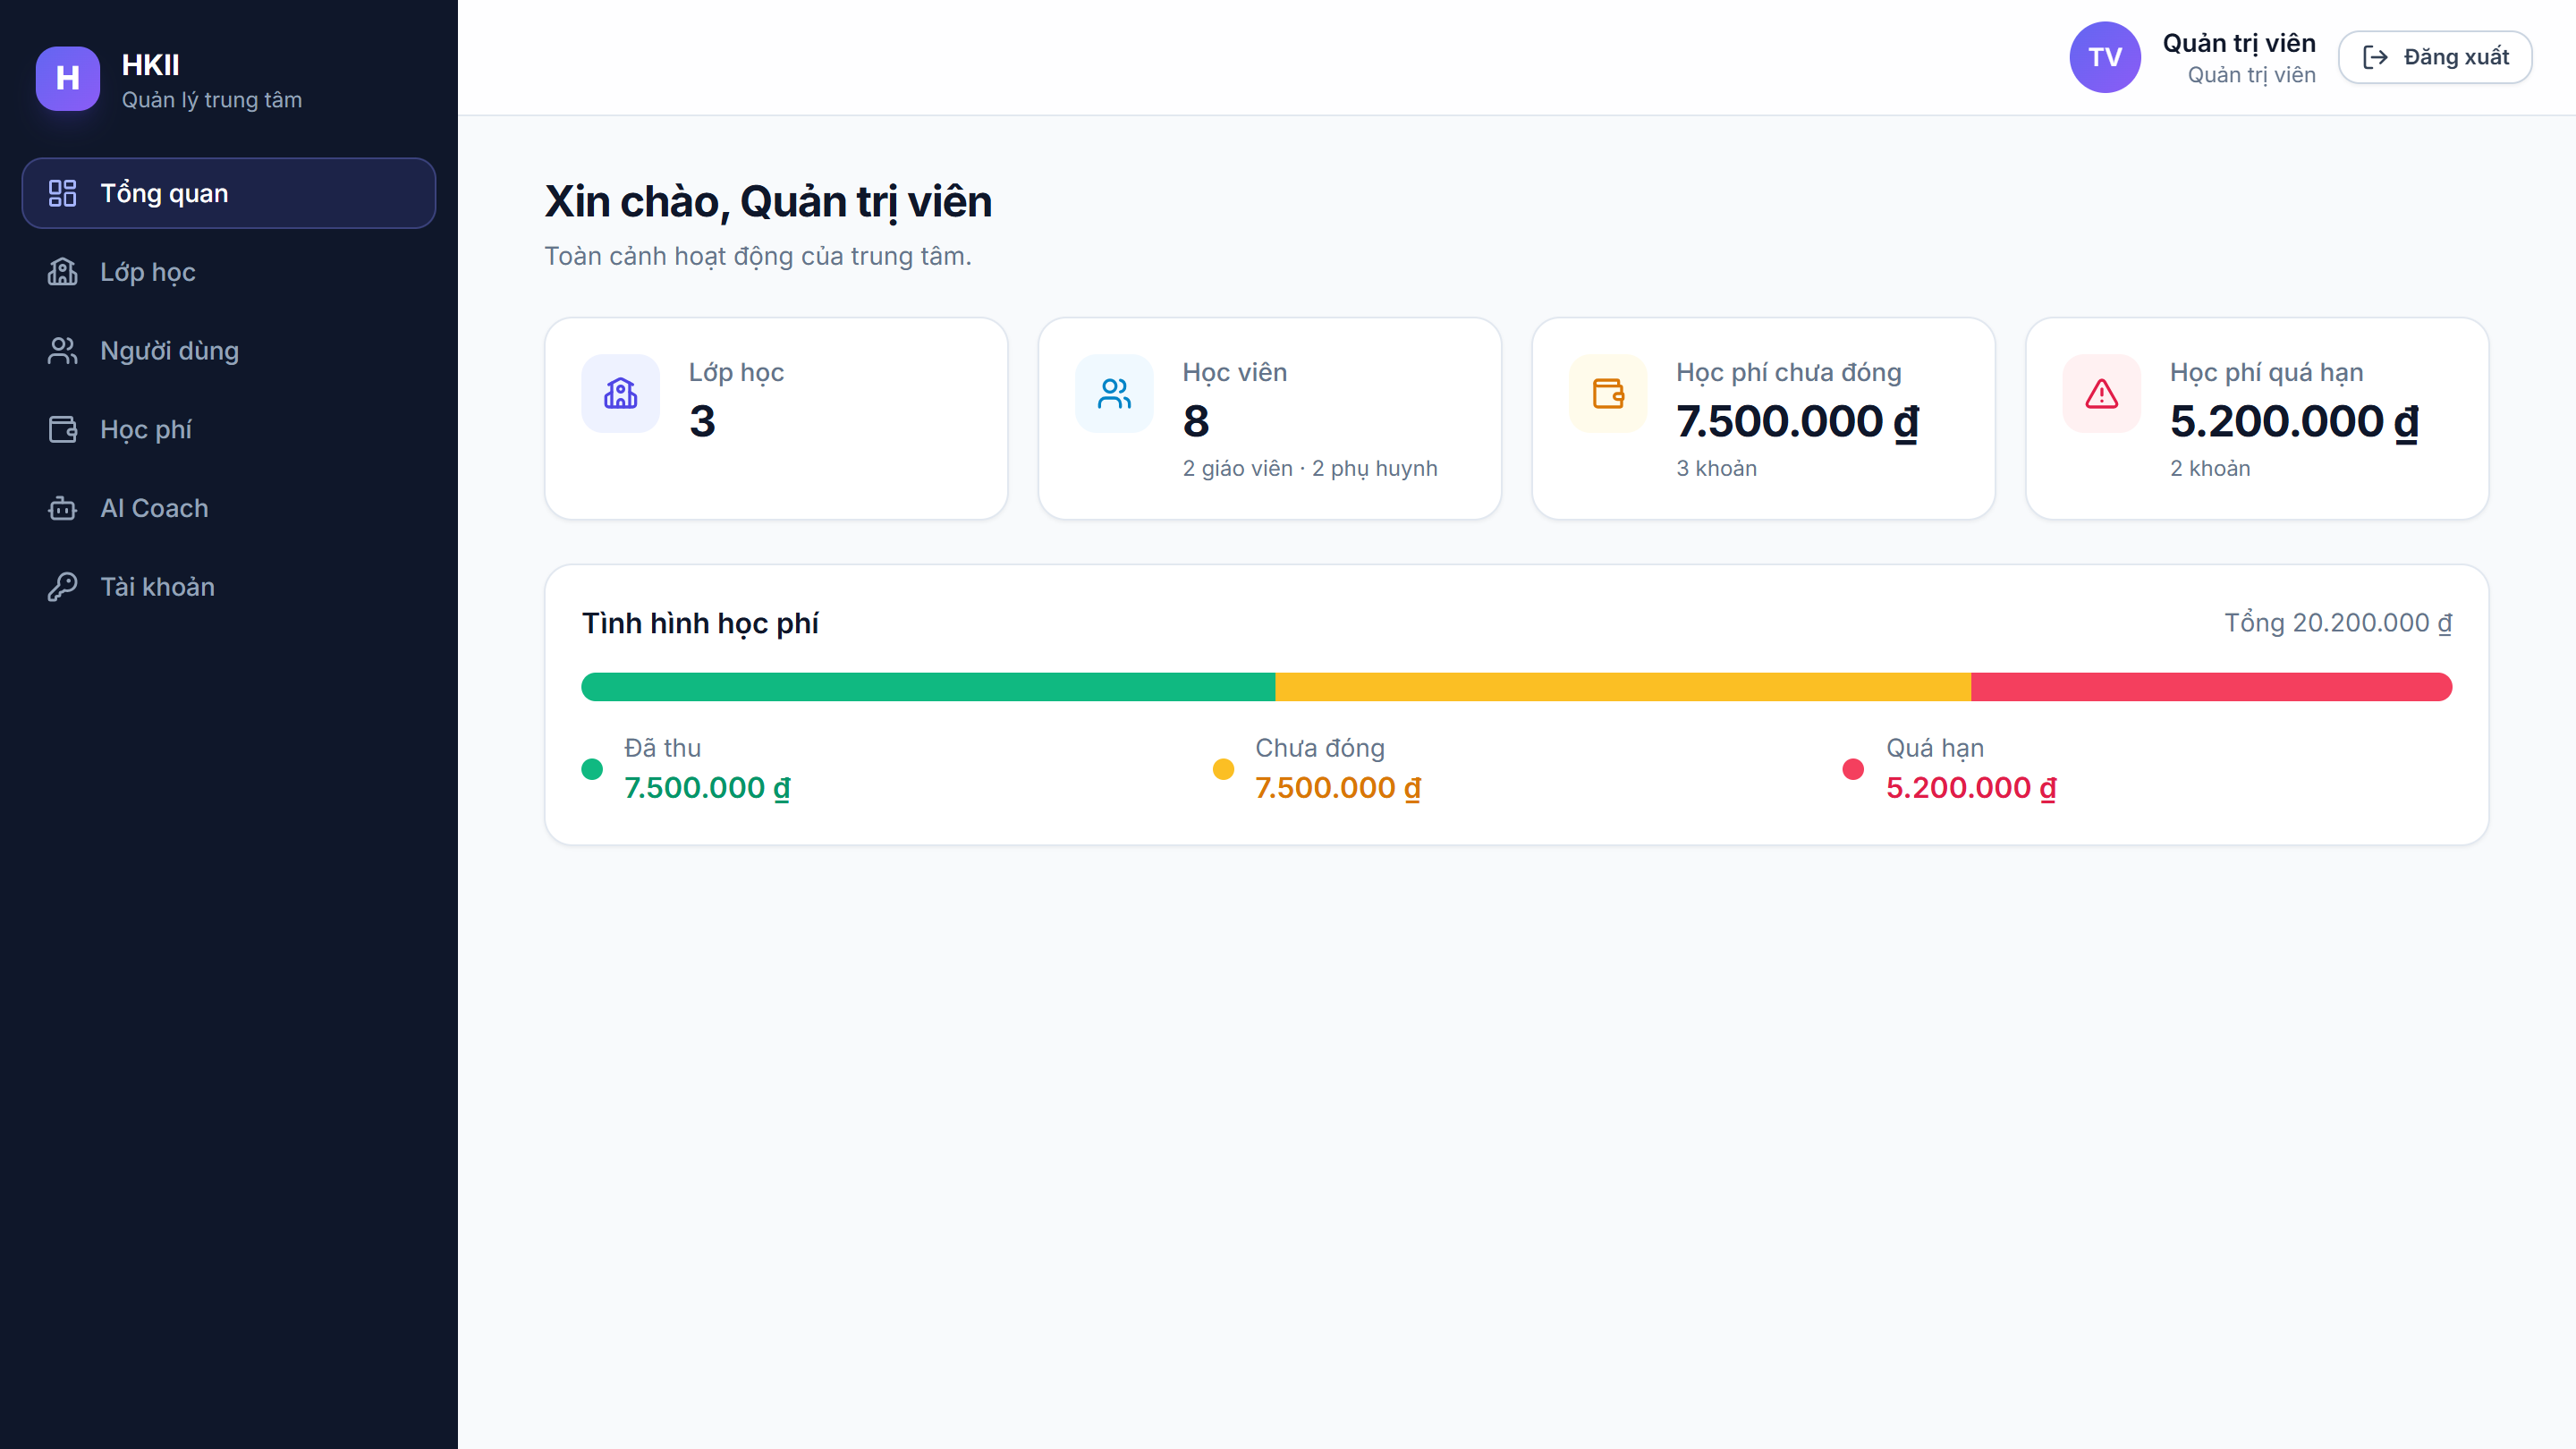 H
HKII
Quản lý trung tâm
Tổng quan
Lớp học
Người dùng
Học phí
AI Coach
Tài khoản
TV
Quản trị viên
Quản trị viên
Đăng xuất
Xin chào, Quản trị viên
Toàn cảnh hoạt động của trung tâm.
Lớp học
3
Học viên
8
2 giáo viên · 2 phụ huynh
Học phí chưa đóng
7.500.000 ₫
3 khoản
Học phí quá hạn
5.200.000 ₫
2 khoản
Tình hình học phí
Tổng 20.200.000 ₫
Đã thu
7.500.000 ₫
Chưa đóng
7.500.000 ₫
Quá hạn
5.200.000 ₫